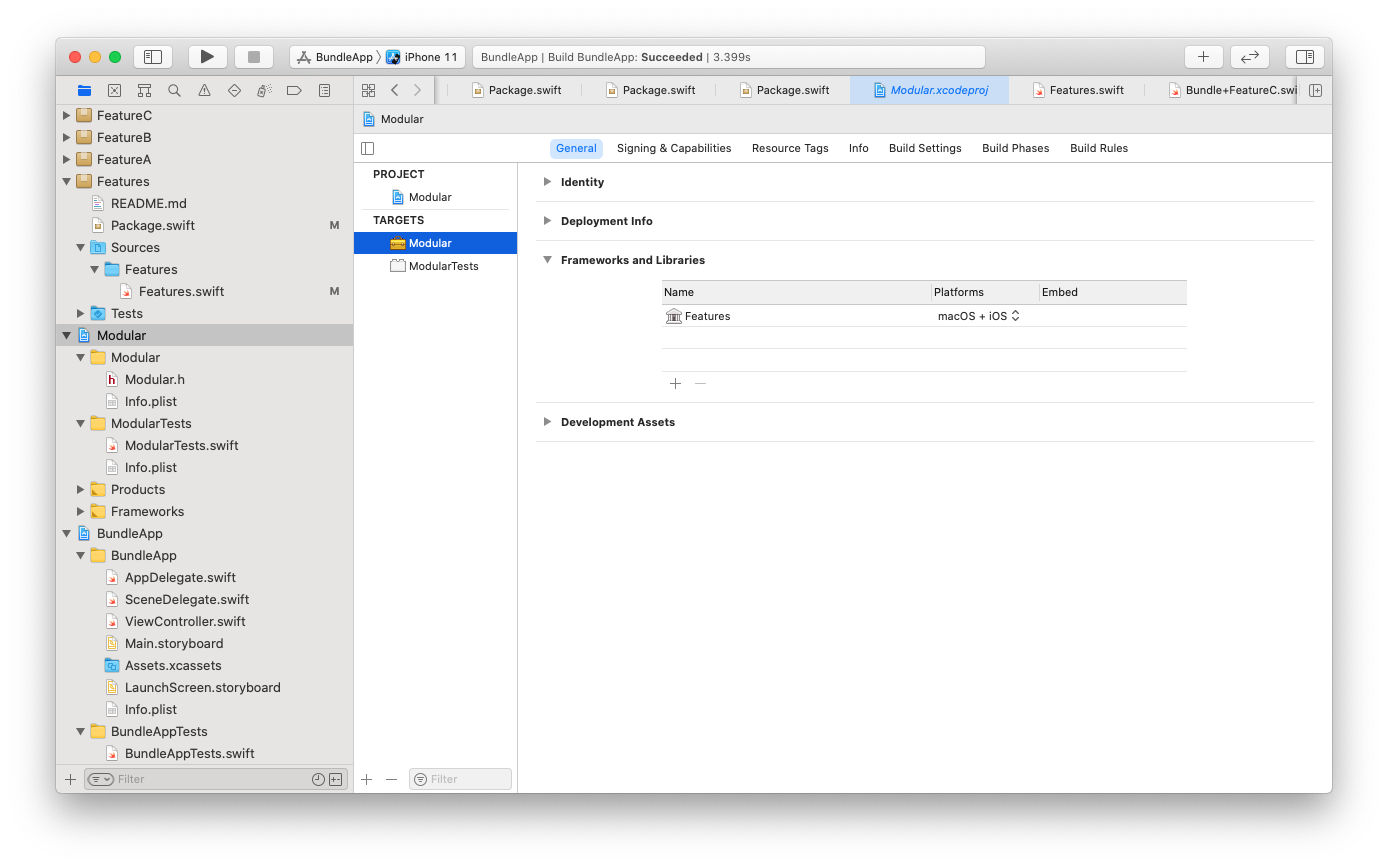 BundleApp iPhone 11
BundleApp | Build BundleApp: Succeeded | 3.399s
Package.swift Package.swift Package.swift Modular.xcodeproj Features.swift Bundle+FeatureC.swi
FeatureC
FeatureB
FeatureA
Features
README.md
Package.swift M
Sources
Features
Features.swift M
Tests
Modular
Modular
Modular.h
Info.plist
ModularTests
ModularTests.swift
Info.plist
Products
Frameworks
BundleApp
BundleApp
AppDelegate.swift
SceneDelegate.swift
ViewController.swift
Main.storyboard
Assets.xcassets
LaunchScreen.storyboard
Info.plist
BundleAppTests
BundleAppTests.swift
Filter
Modular
General Signing & Capabilities Resource Tags Info Build Settings Build Phases Build Rules
PROJECT
Modular
TARGETS
Modular
ModularTests
Filter
Identity
Deployment Info
Frameworks and Libraries
Name Platforms Embed
Features macOS + iOS
Development Assets